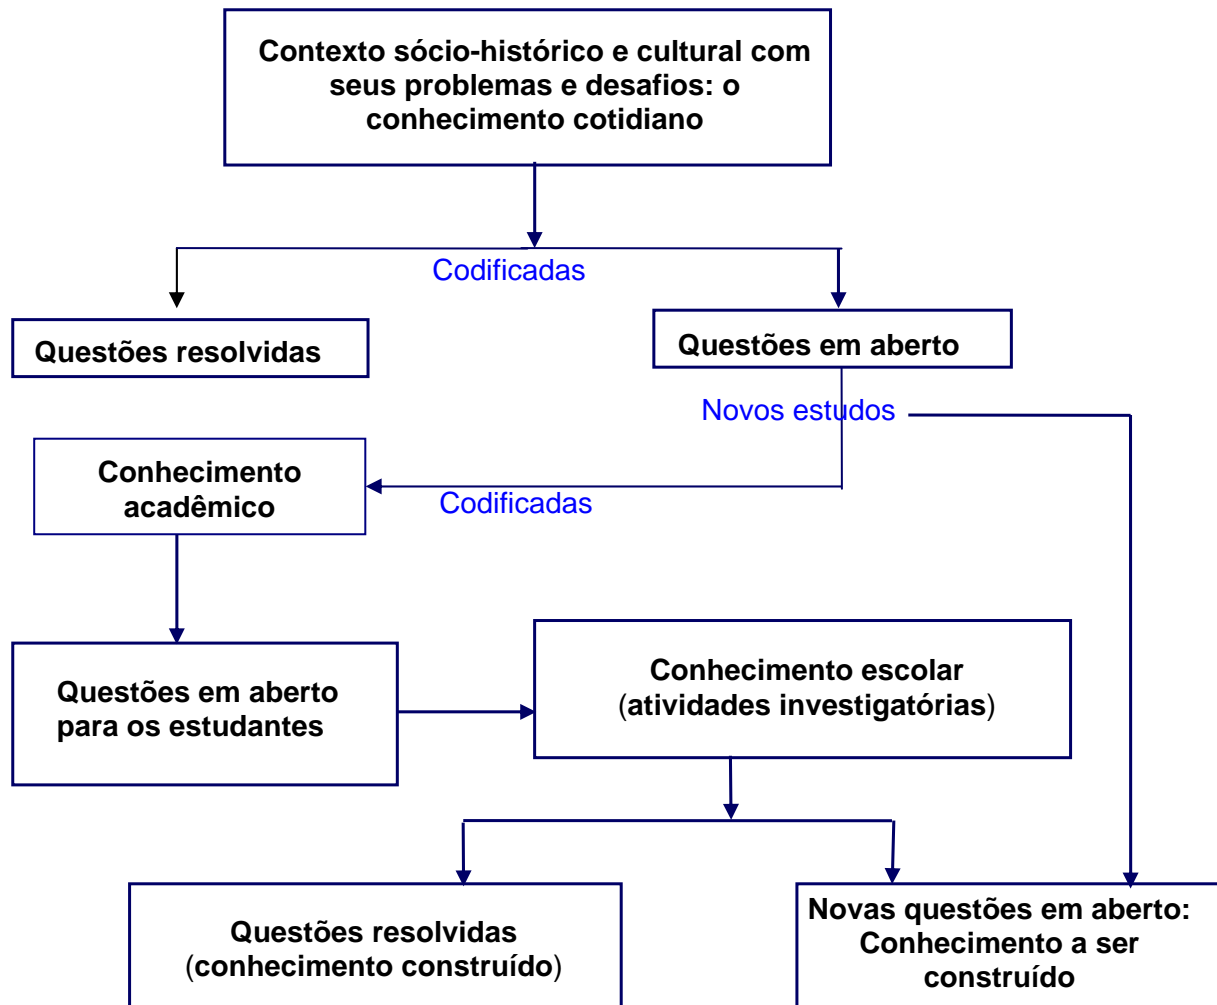 Contexto sócio-histórico e cultural com
seus problemas e desafios: o
conhecimento cotidiano
Codificadas
Questões resolvidas
Questões em aberto
Novos estudos
Conhecimento
acadêmico
Codificadas
Questões em aberto
para os estudantes
Conhecimento escolar
(atividades investigatórias)
Questões resolvidas
(conhecimento construído)
Novas questões em aberto:
Conhecimento a ser
construído